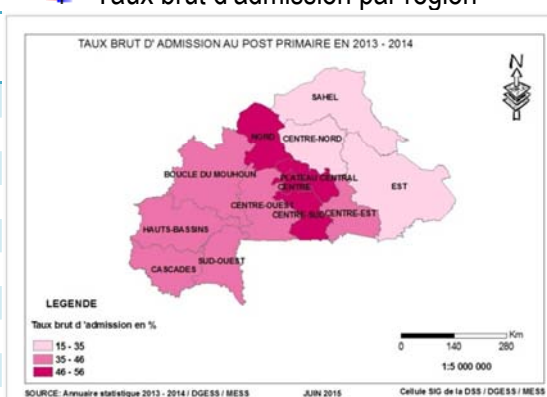 Taux brut d'admission par région
TAUX BRUT D' ADMISSION AU POST PRIMAIRE EN 2013 - 2014
N
SAHEL
NORD
CENTRE-NORD
BOUCLE DU MOUHOUN
PLATEAU CENTRAL
CENTRE
EST
CENTRE-OUEST
CENTRE-SUD
CENTRE-EST
HAUTS-BASSINS
SUD-OUEST
CASCADES
LEGENDE
Taux brut d 'admission en %
15 - 35
35 - 46
46 - 56
Km
0 140 280
1:5 000 000
SOURCE: Annuaire statistique 2013 - 2014 / DGESS / MESS JUIN 2015 Cellule SIG de la DSS / DGESS / MESS